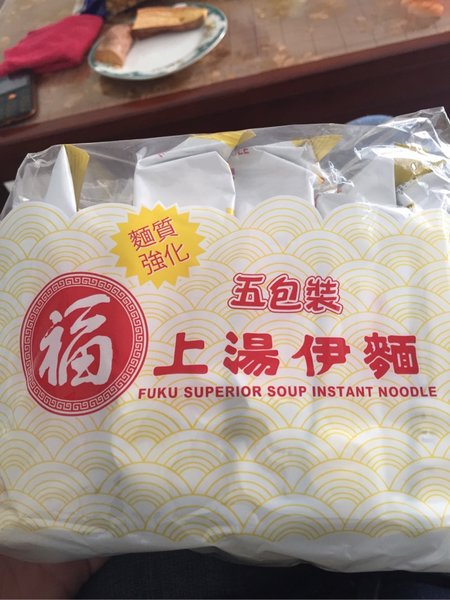 麵質
強化
五包裝
福
上湯伊麵
FUKU SUPERIOR SOUP INSTANT NOODLE